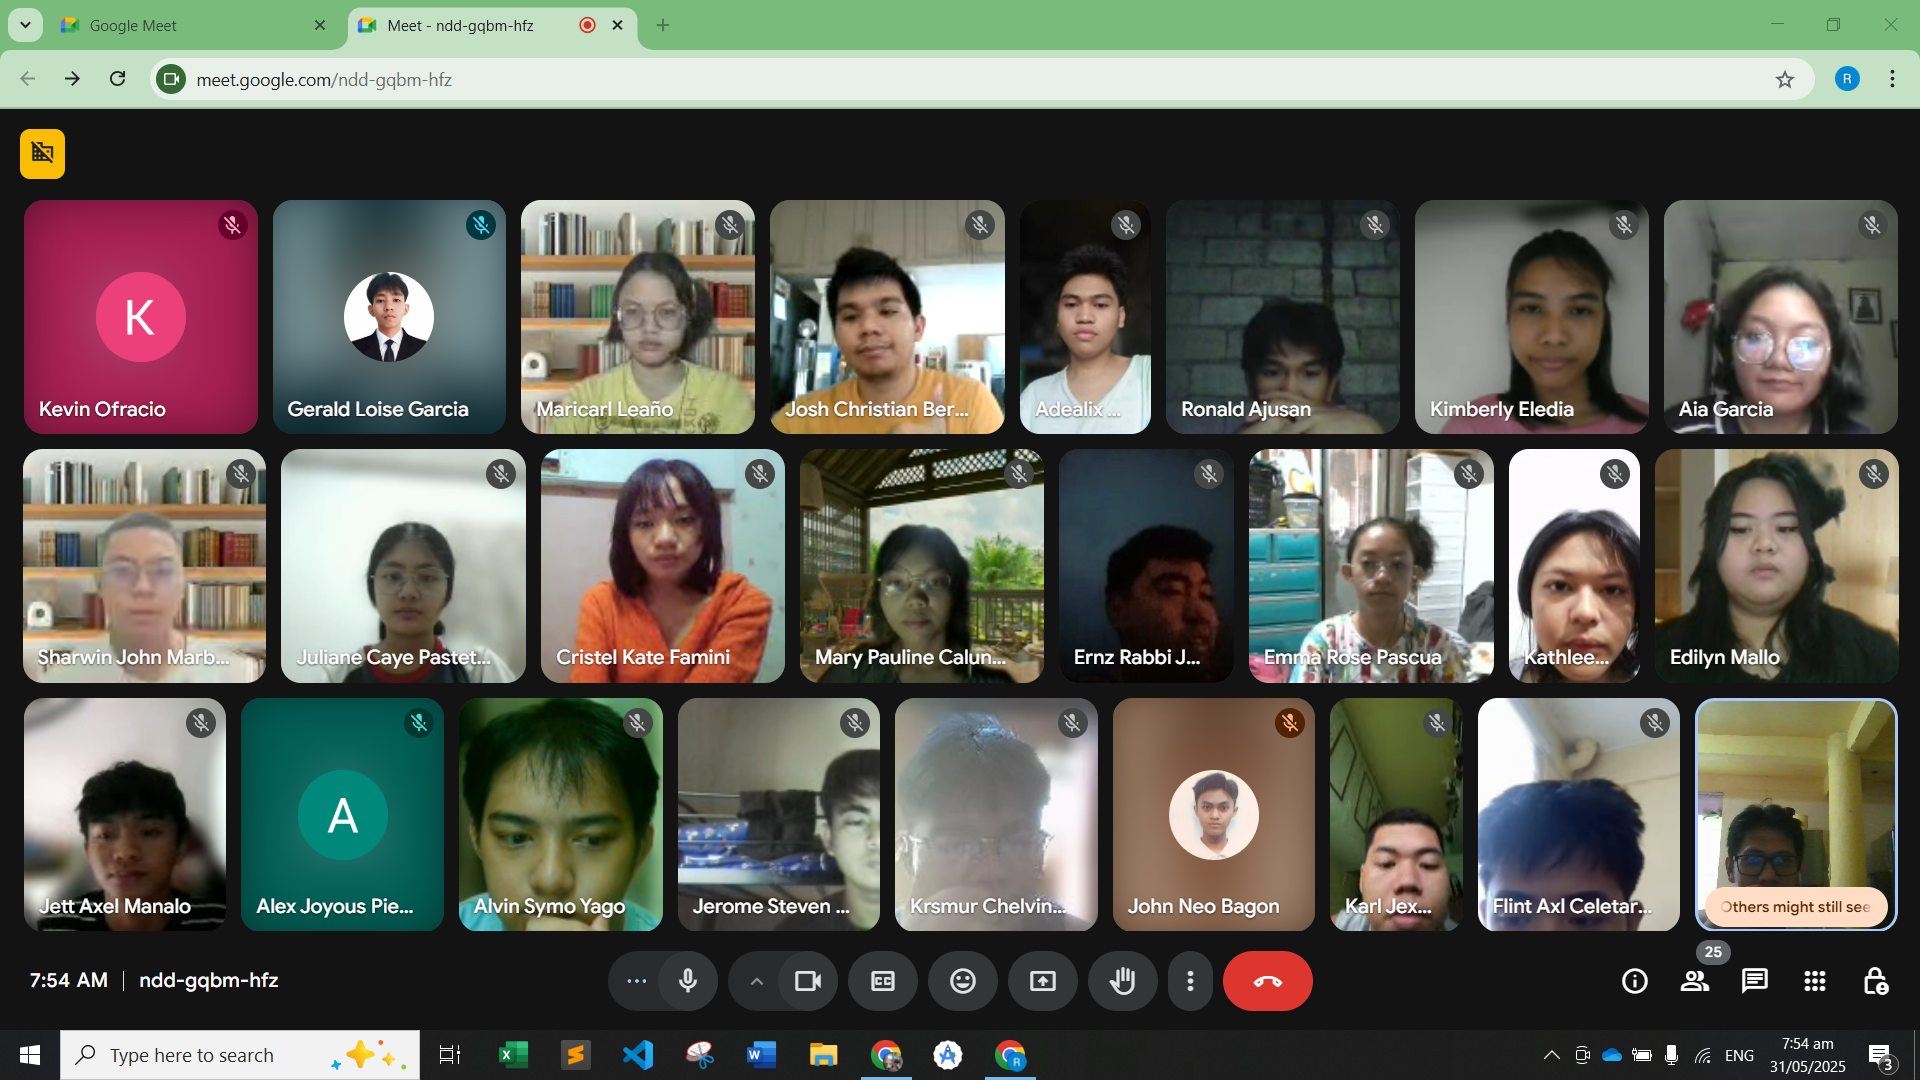 Google Meet
Meet - ndd-gqbm-hfz
meet.google.com/ndd-gqbm-hfz
R
K
Kevin Ofracio
Gerald Loise Garcia
Maricarl Leaño
Josh Christian Ber...
Adealix ...
Ronald Ajusan
Kimberly Eledia
Aia Garcia
Sharwin John Marb...
Juliane Caye Pastet...
Cristel Kate Famini
Mary Pauline Calun...
Ernz Rabbi J...
Emma Rose Pascua
Kathlee...
Edilyn Mallo
Jett Axel Manalo
A
Alex Joyous Pie...
Alvin Symo Yago
Jerome Steven ...
Krsmur Chelvin...
John Neo Bagon
Karl Jex...
Flint Axl Celetar...
Others might still see
7:54 AM | ndd-gqbm-hfz
CC
25
Type here to search
ENG
7:54 am
31/05/2025
3